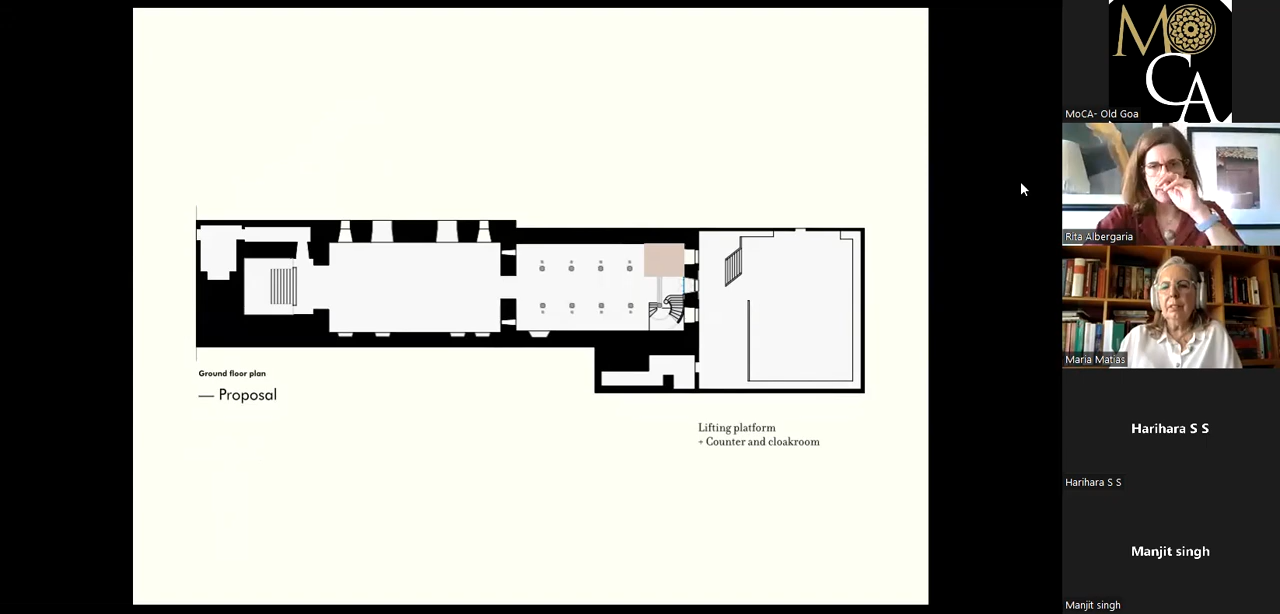 Ground floor plan
— Proposal
Lifting platform
+ Counter and cloakroom
MOCA
MoCA- Old Goa
Rita Albergaria
Maria Matias
Harihara S S
Harihara S S
Manjit singh
Manjit singh